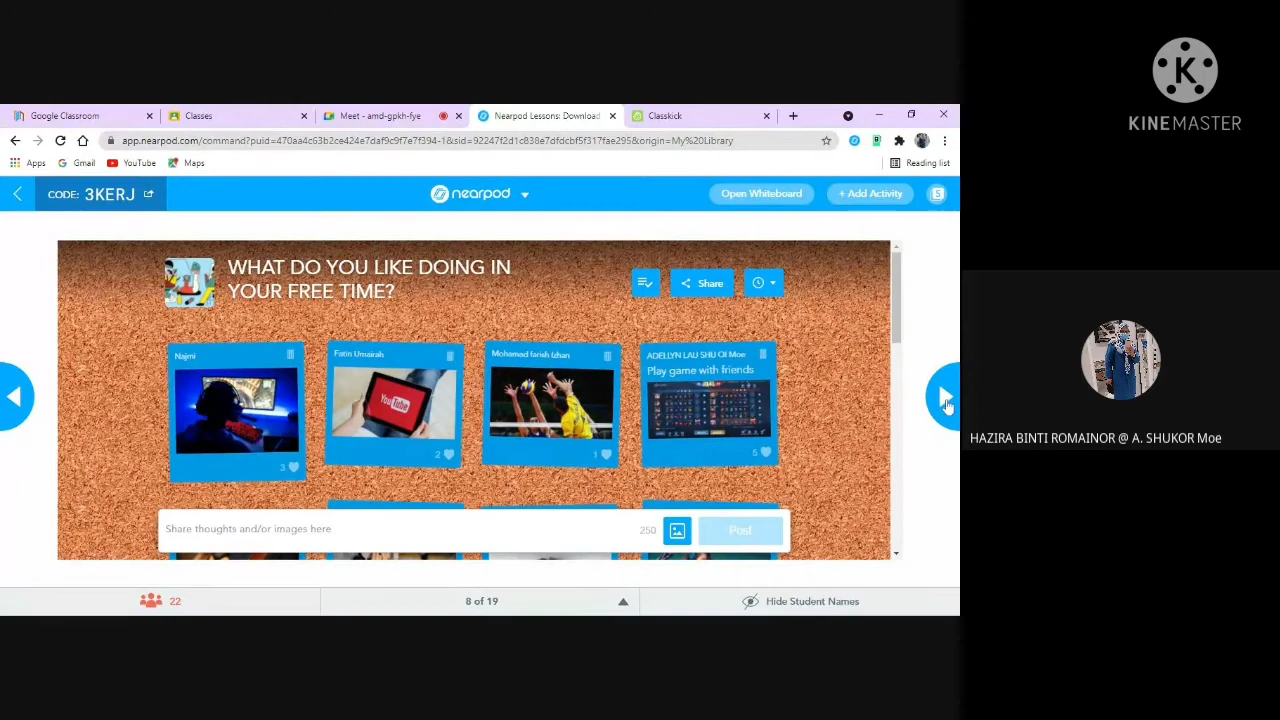 KINEMASTER
Google Classroom
Classes
Meet - amd-gpkh-fye
Nearpod Lessons: Download
Classkick
app.nearpod.com/command?puid=470aa4c63b2ce424e7daf9c9f7e7f394-1&sid=92247f2d1c838e7dfdcbf5f317fae295&origin=My%20Library
Apps
Gmail
YouTube
Maps
Reading list
CODE: 3KERJ
nearpod
Open Whiteboard
+ Add Activity
5
WHAT DO YOU LIKE DOING IN
YOUR FREE TIME?
Share
Najmi
Fatin Umairah
Mohamad farish Izhan
ADELLYN LAU SHU QI Moe
Play game with friends
YouTube
3
2
1
5
Share thoughts and/or images here
250
Post
22
8 of 19
Hide Student Names
HAZIRA BINTI ROMAINOR @ A. SHUKOR Moe